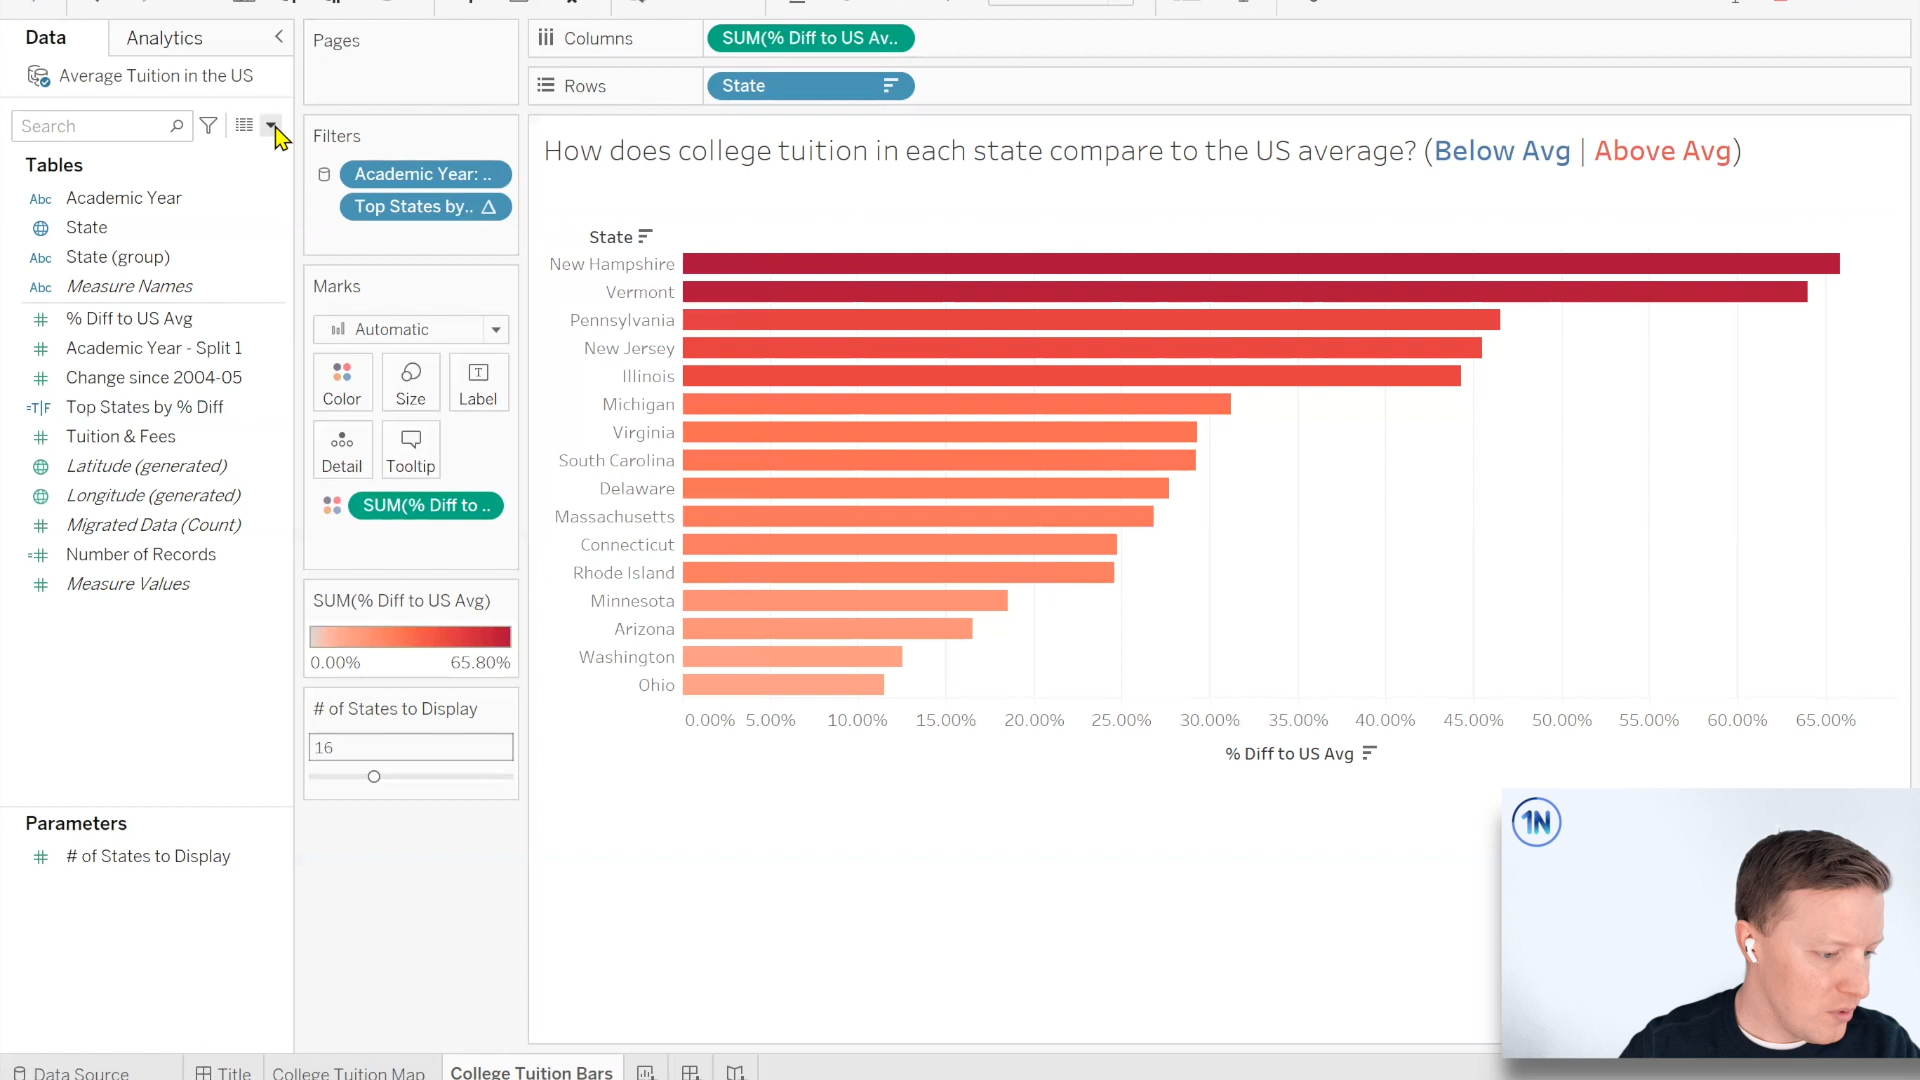 Data
Analytics
Pages
Columns
SUM(% Diff to US Av..
Average Tuition in the US
Rows
State
Search
Filters
Tables
Academic Year: ..
Top States by..
How does college tuition in each state compare to the US average? (Below Avg | Above Avg)
Abc Academic Year
State
Abc State (group)
Abc Measure Names
# % Diff to US Avg
# Academic Year - Split 1
# Change since 2004-05
=T|F Top States by % Diff
# Tuition & Fees
Latitude (generated)
Longitude (generated)
# Migrated Data (Count)
=# Number of Records
# Measure Values
Marks
Automatic
Color
Size
T
Label
Detail
Tooltip
SUM(% Diff to ..
SUM(% Diff to US Avg)
0.00%
65.80%
# of States to Display
16
State
New Hampshire
Vermont
Pennsylvania
New Jersey
Illinois
Michigan
Virginia
South Carolina
Delaware
Massachusetts
Connecticut
Rhode Island
Minnesota
Arizona
Washington
Ohio
0.00% 5.00% 10.00% 15.00% 20.00% 25.00% 30.00% 35.00% 40.00% 45.00% 50.00% 55.00% 60.00% 65.00%
% Diff to US Avg
Parameters
# # of States to Display
1N
Data Source
Title
College Tuition Map
College Tuition Bars